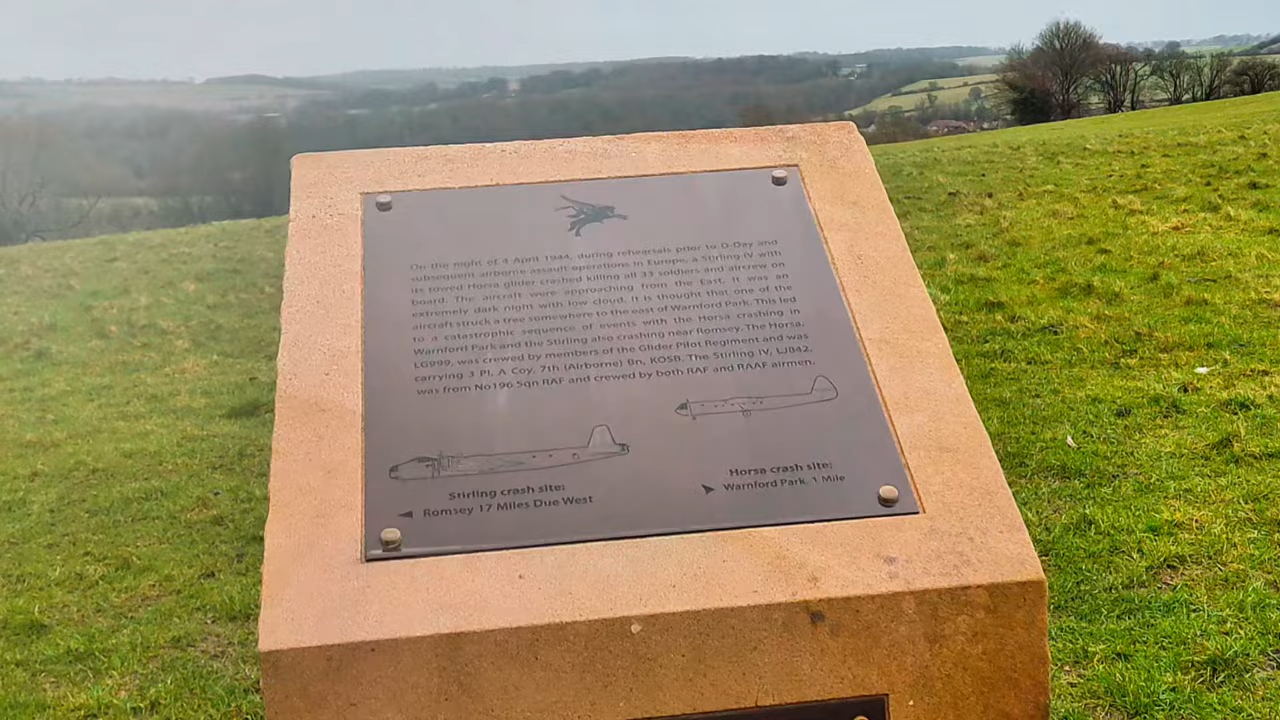 On the night of 4 April 1944, during rehearsals prior to D-Day and
subsequent airborne assault operations in Europe, a Stirling IV with
its towed Horsa glider crashed killing all 33 soldiers and aircrew on
board. The aircraft were approaching from the East. It was an
extremely dark night with low cloud. It is thought that one of the
aircraft struck a tree somewhere to the east of Warnford Park. This led
to a catastrophic sequence of events with the Horsa crashing in
Warnford Park and the Stirling also crashing near Romsey. The Horsa,
LG999, was crewed by members of the Glider Pilot Regiment and was
carrying 3 Pl, A Coy, 7th (Airborne) Bn, KOSB. The Stirling IV, LJ842,
was from No196 Sqn RAF and crewed by both RAF and RAAF airmen.
Stirling crash site:
Romsey 17 Miles Due West
Horsa crash site:
Warnford Park, 1 Mile